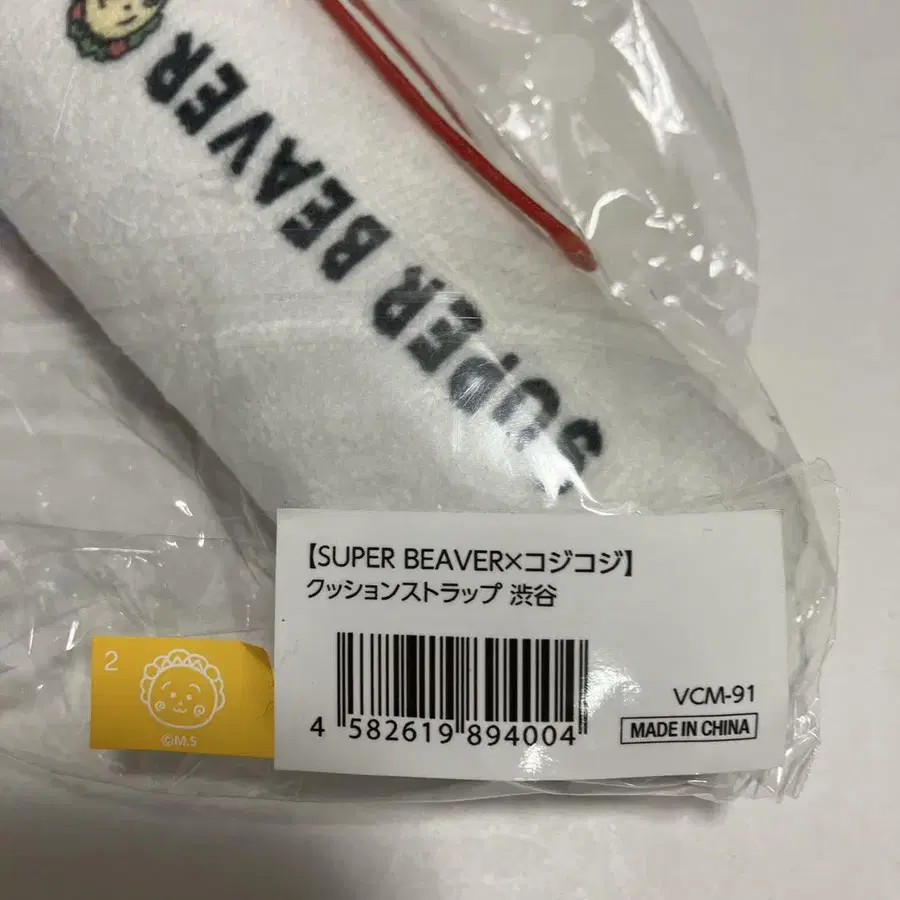 SUPER BEAVER
【SUPER BEAVER×コジコジ】
クッションストラップ 渋谷
VCM-91
4 582619 894004
MADE IN CHINA
2
©M.S